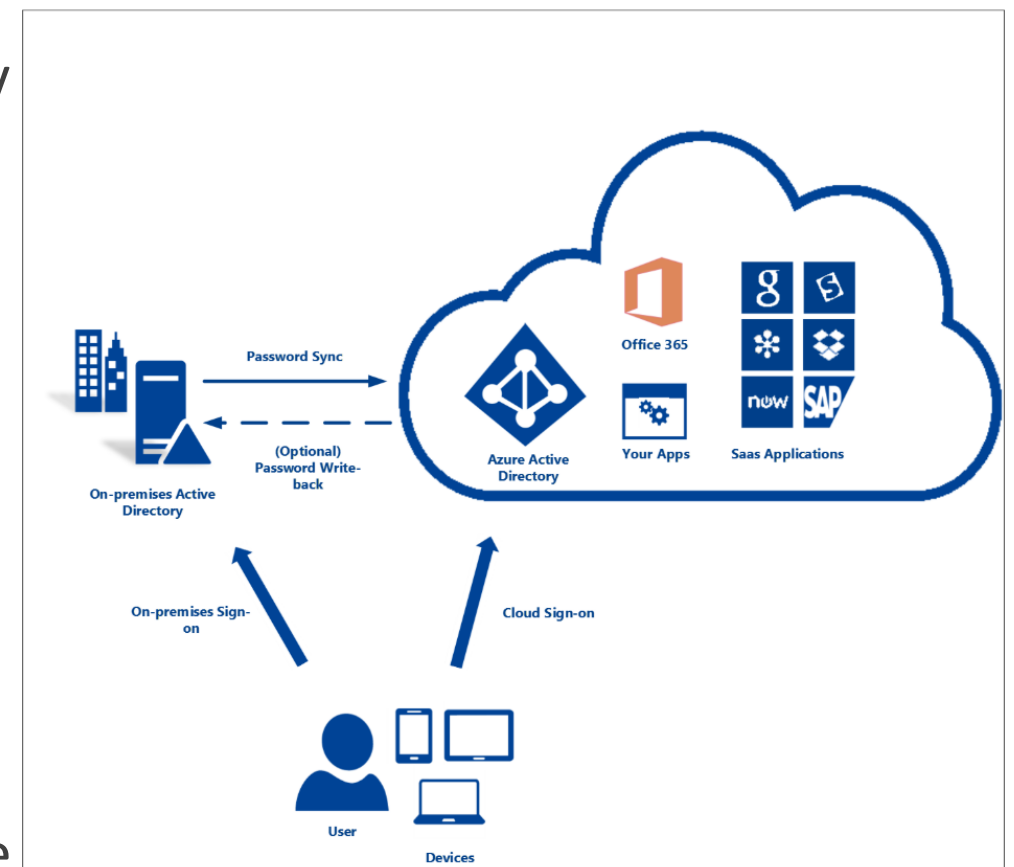 y
Office 365
Password Sync
now
SAP
(Optional)
Password Write-
back
Azure Active
Directory
Your Apps
Saas Applications
On-premises Active
Directory
On-premises Sign-
on
Cloud Sign-on
User
Devices
e